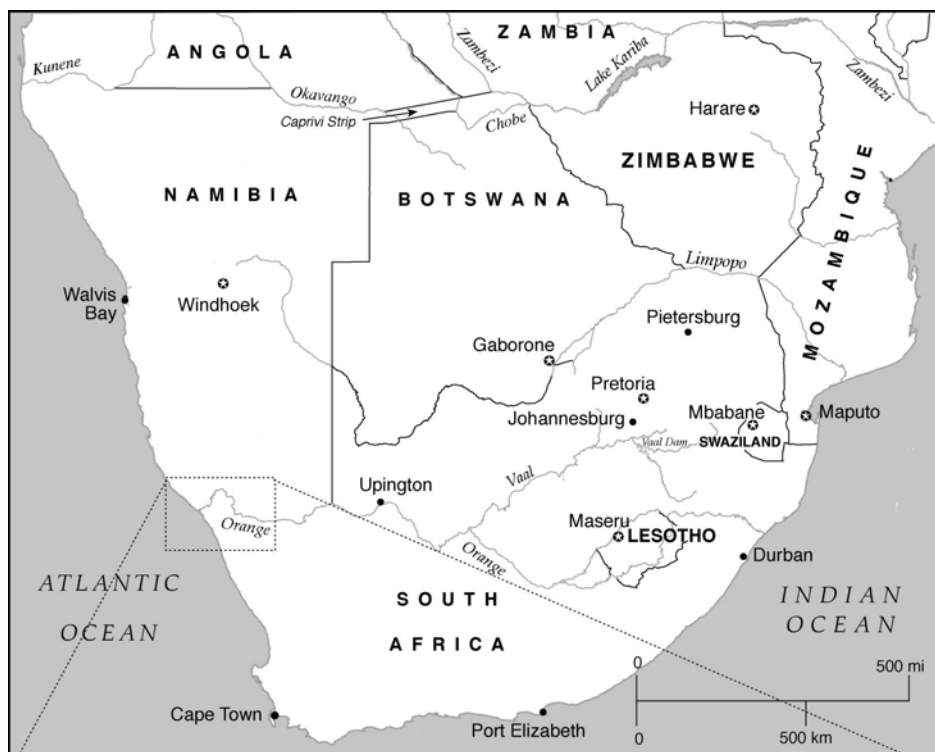 ZAMBIA
ANGOLA
Zambezi
Lake Kariba
Zambezi
Kunene
Okavango
Caprivi Strip
Chobe
Harare
ZIMBABWE
NAMIBIA
BOTSWANA
MOZAMBIQUE
Limpopo
Walvis
Bay
Windhoek
Pietersburg
Gaborone
Pretoria
Johannesburg
Mbabane
SWAZILAND
Maputo
Vaal Dam
Vaal
Upington
Orange
Maseru
LESOTHO
Orange
Durban
ATLANTIC
OCEAN
INDIAN
OCEAN
SOUTH
AFRICA
0
500 mi
Cape Town
Port Elizabeth
0
500 km